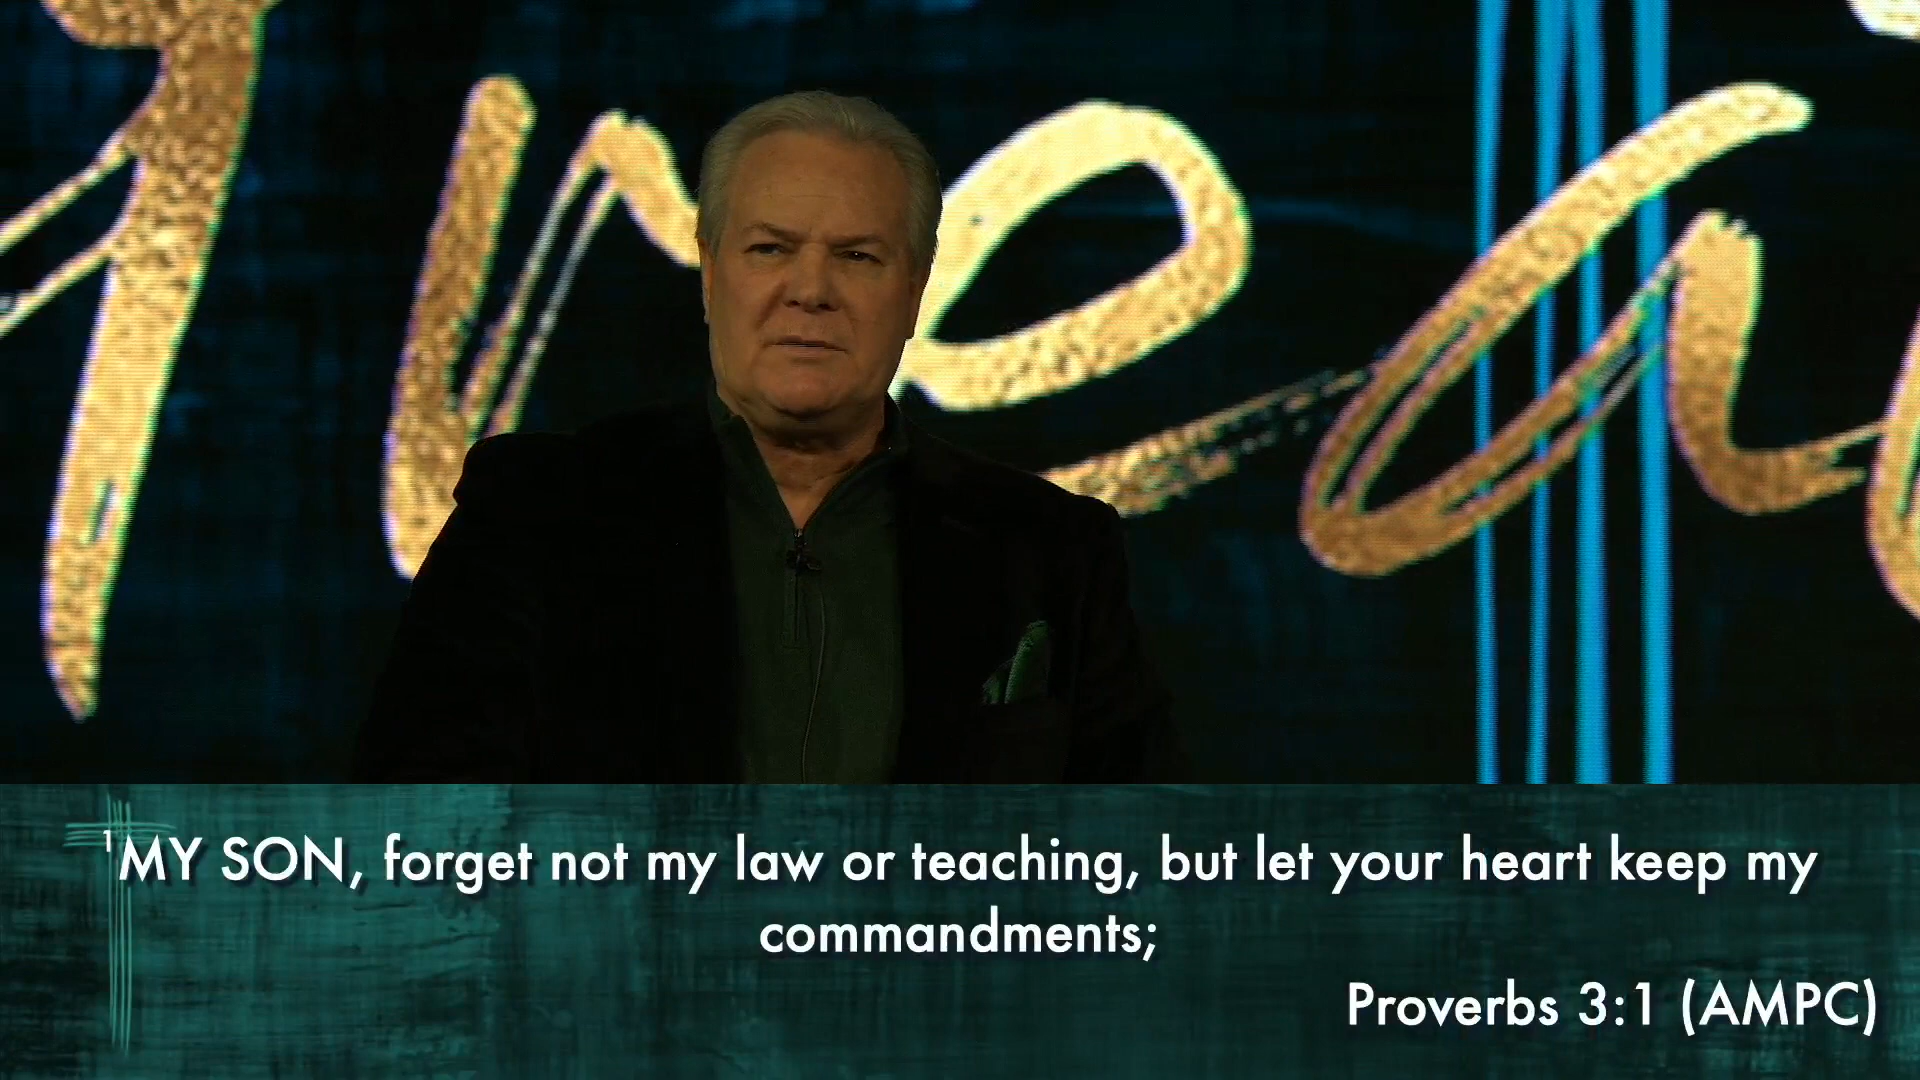 ¹MY SON, forget not my law or teaching, but let your heart keep my
commandments;
Proverbs 3:1 (AMPC)